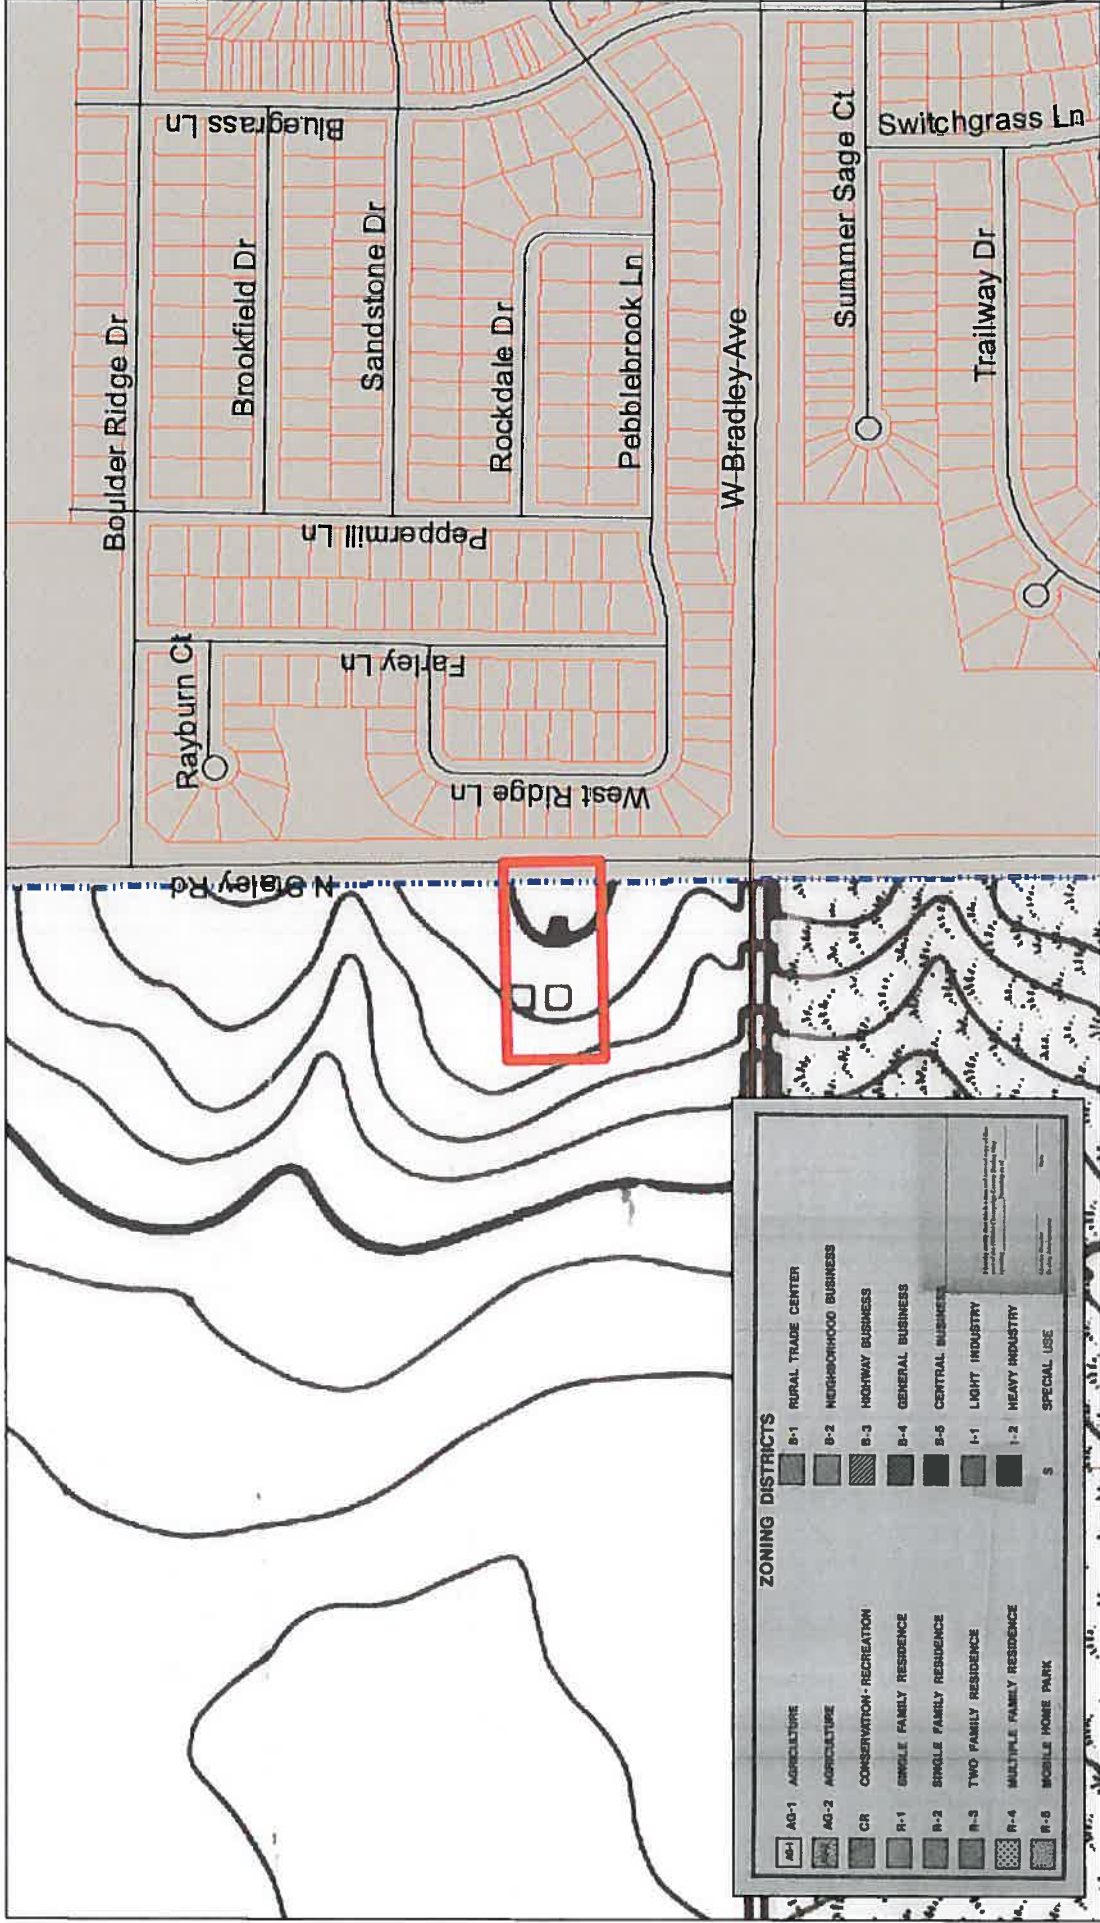 Boulder Ridge Dr
Bluegrass Ln
Brookfield Dr
Sandstone Dr
Rockdale Dr
Pebblebrook Ln
Peppermill Ln
Farley Ln
Rayburn Ct
West Ridge Ln
N Staley Rd
W Bradley Ave
Summer Sage Ct
Switchgrass Ln
Trailway Dr
ZONING DISTRICTS
AG-1 AG-1 AGRICULTURE
AG-2 AGRICULTURE
CR CONSERVATION-RECREATION
R-1 SINGLE FAMILY RESIDENCE
R-2 SINGLE FAMILY RESIDENCE
R-3 TWO FAMILY RESIDENCE
R-4 MULTIPLE FAMILY RESIDENCE
R-5 MOBILE HOME PARK
B-1 RURAL TRADE CENTER
B-2 NEIGHBORHOOD BUSINESS
B-3 HIGHWAY BUSINESS
B-4 GENERAL BUSINESS
B-5 CENTRAL BUSINESS
I-1 LIGHT INDUSTRY
I-2 HEAVY INDUSTRY
S SPECIAL USE